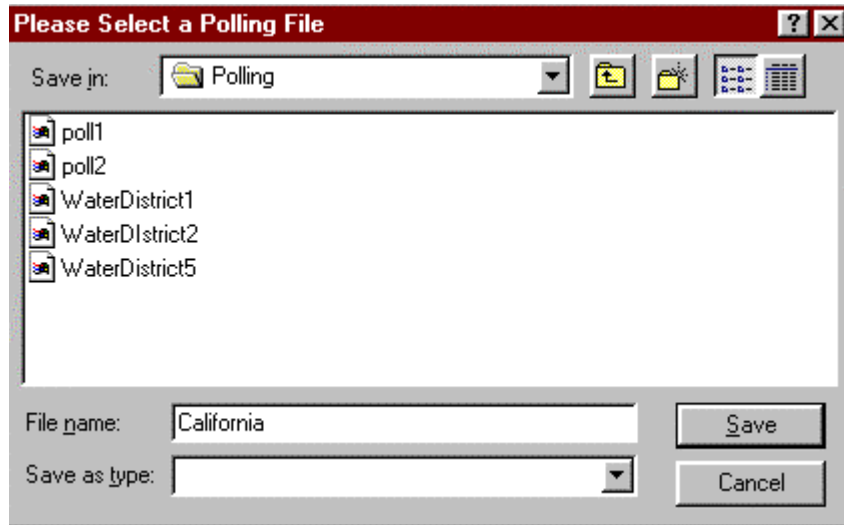 Please Select a Polling File
Save in: Polling
poll1
poll2
WaterDistrict1
WaterDIstrict2
WaterDistrict5
File name: California Save
Save as type: Cancel